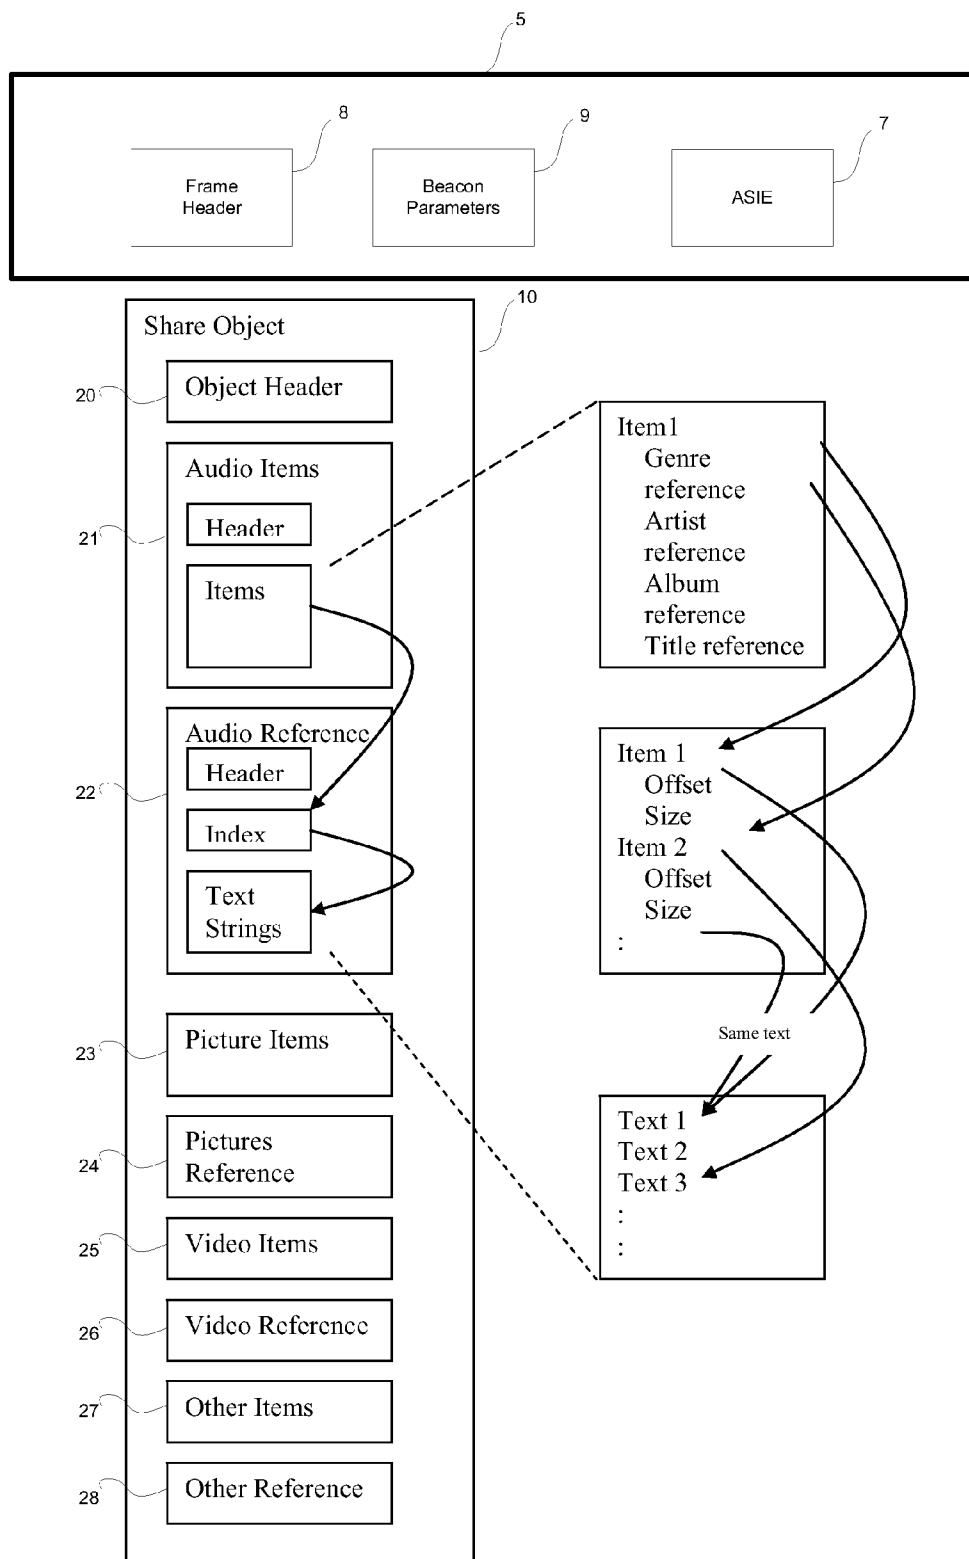 5
8
9
7
Frame
Header
Beacon
Parameters
ASIE
10
Share Object
20
Object Header
Audio Items
21
Header
Items
Audio Reference
22
Header
Index
Text
Strings
23
Picture Items
24
Pictures
Reference
25
Video Items
26
Video Reference
27
Other Items
28
Other Reference
Item1
Genre
reference
Artist
reference
Album
reference
Title reference
Item 1
Offset
Size
Item 2
Offset
Size
:
Same text
Text 1
Text 2
Text 3
:
: